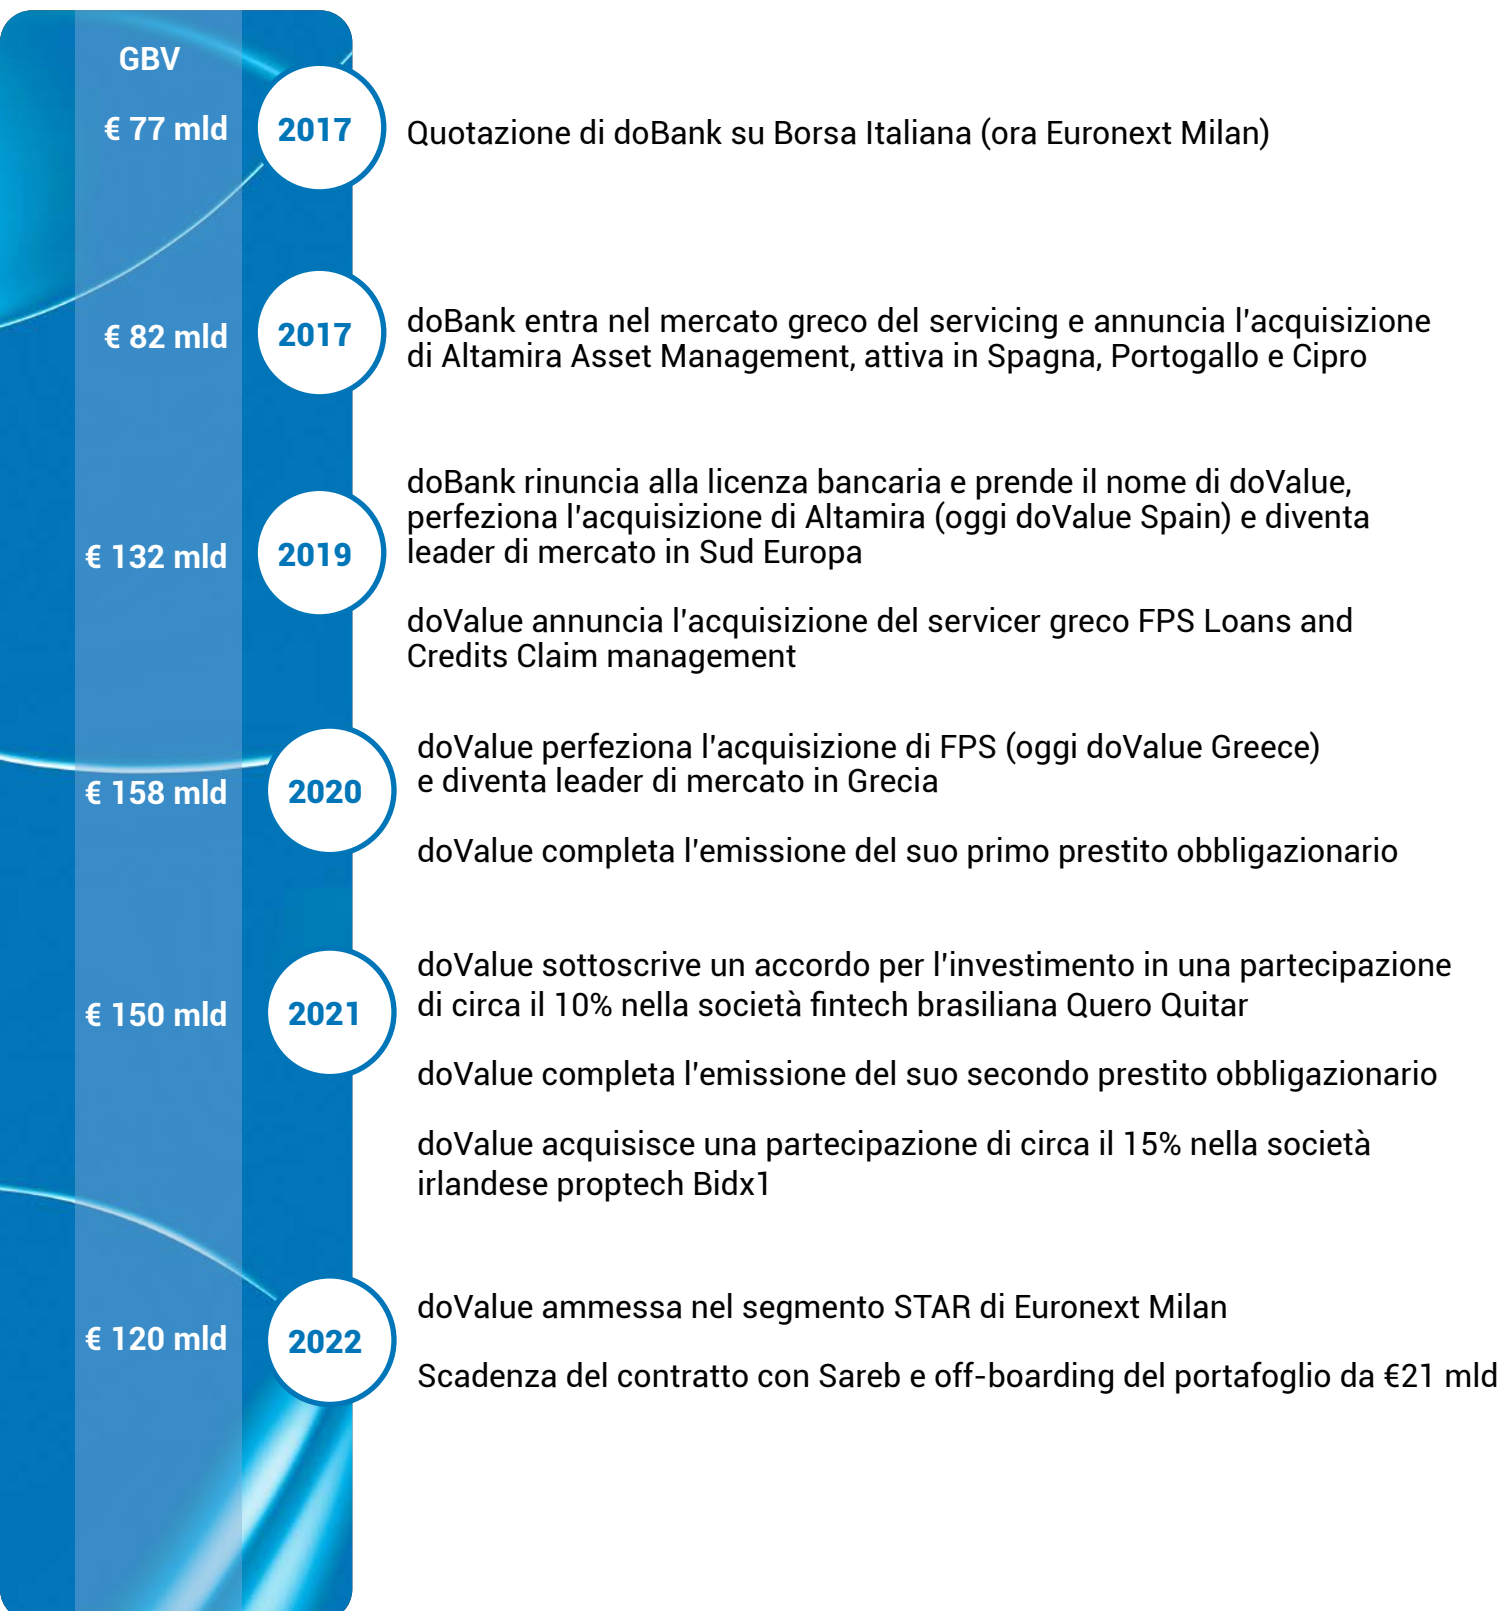 GBV
€ 77 mld
2017
Quotazione di doBank su Borsa Italiana (ora Euronext Milan)
€ 82 mld
2017
doBank entra nel mercato greco del servicing e annuncia l'acquisizione
di Altamira Asset Management, attiva in Spagna, Portogallo e Cipro
€ 132 mld
2019
doBank rinuncia alla licenza bancaria e prende il nome di doValue,
perfeziona l'acquisizione di Altamira (oggi doValue Spain) e diventa
leader di mercato in Sud Europa
doValue annuncia l'acquisizione del servicer greco FPS Loans and
Credits Claim management
€ 158 mld
2020
doValue perfeziona l'acquisizione di FPS (oggi doValue Greece)
e diventa leader di mercato in Grecia
doValue completa l'emissione del suo primo prestito obbligazionario
€ 150 mld
2021
doValue sottoscrive un accordo per l'investimento in una partecipazione
di circa il 10% nella società fintech brasiliana Quero Quitar
doValue completa l'emissione del suo secondo prestito obbligazionario
doValue acquisisce una partecipazione di circa il 15% nella società
irlandese proptech Bidx1
€ 120 mld
2022
doValue ammessa nel segmento STAR di Euronext Milan
Scadenza del contratto con Sareb e off-boarding del portafoglio da €21 mld